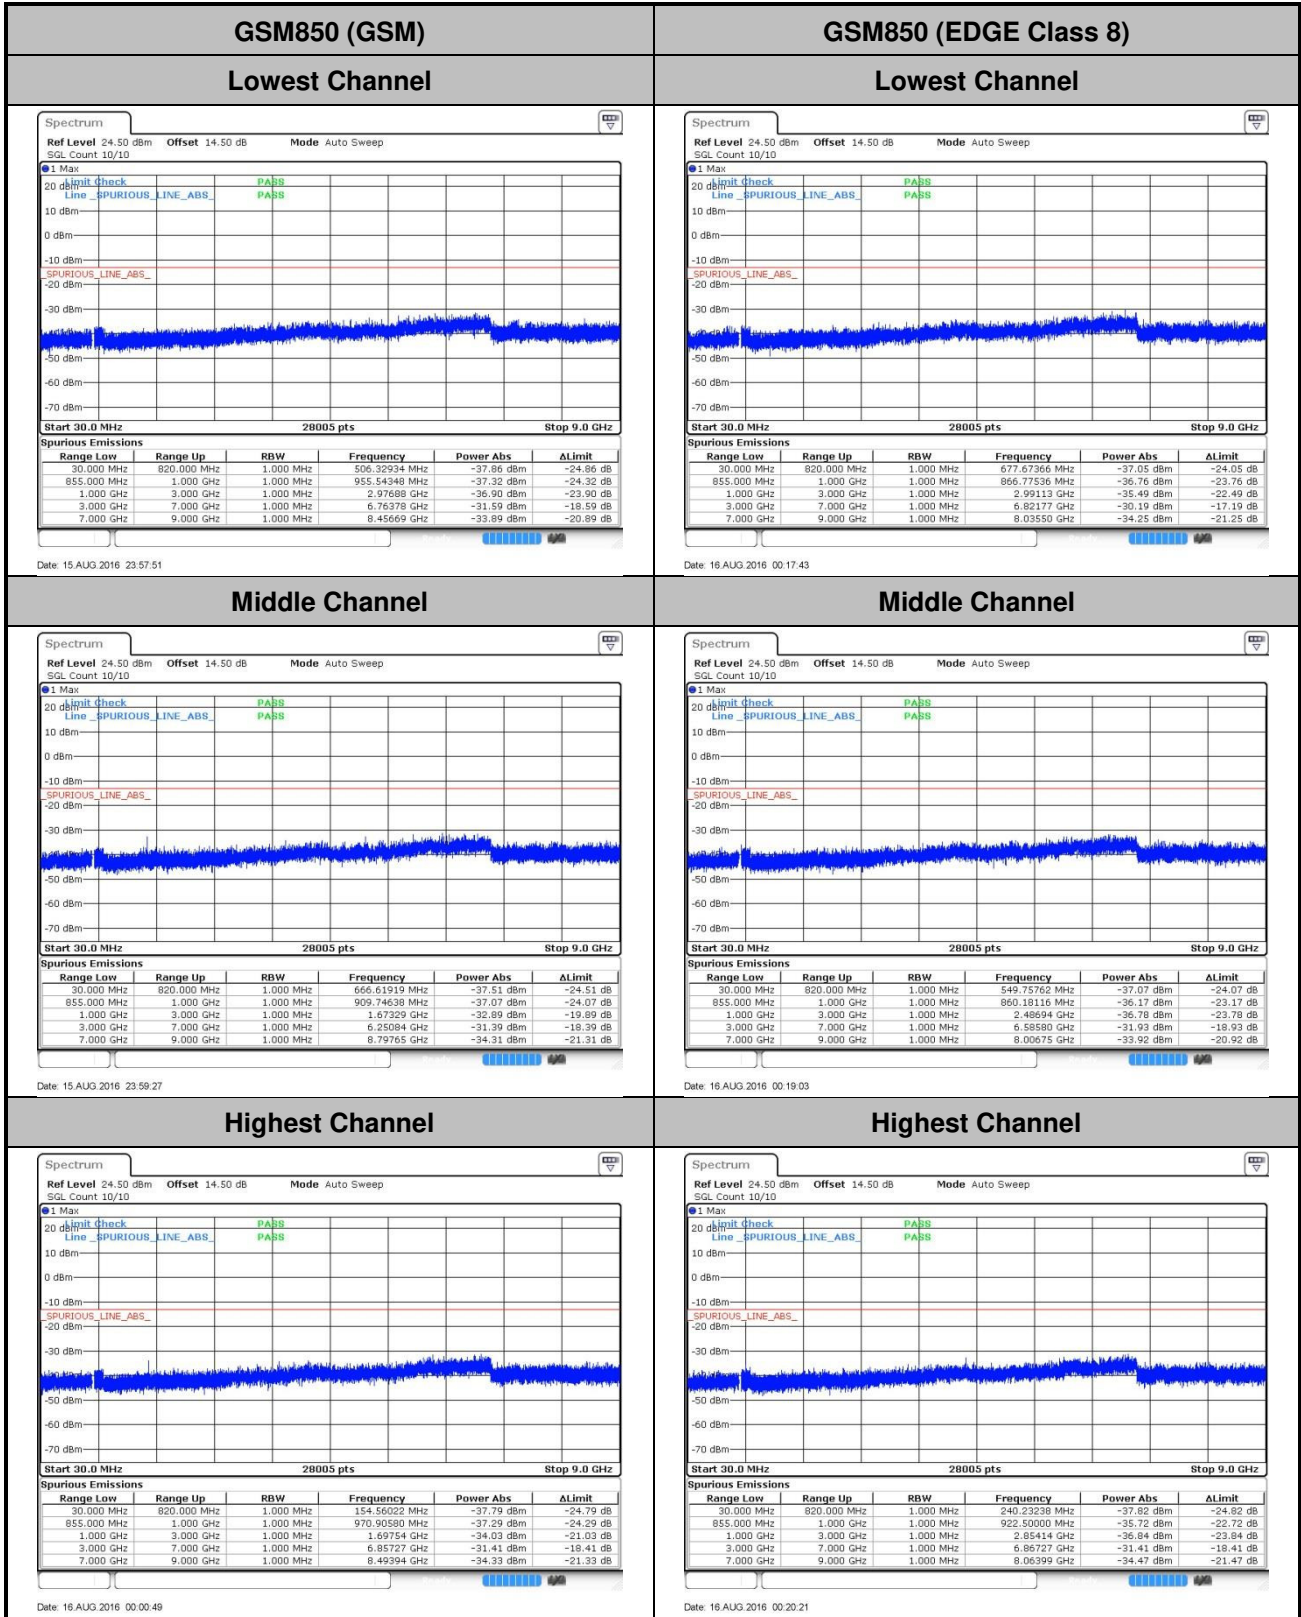 GSM850 (GSM)
GSM850 (EDGE Class 8)
Lowest Channel
Lowest Channel
Spectrum
Ref Level 24.50 dBm Offset 14.50 dB Mode Auto Sweep
SGL Count 10/10
1 Max
Limit Check PASS
20 dBm
Line _SPURIOUS_LINE_ABS_ PASS
10 dBm
0 dBm
-10 dBm
_SPURIOUS_LINE_ABS_
-20 dBm
-30 dBm
-50 dBm
-60 dBm
-70 dBm
Start 30.0 MHz 28005 pts Stop 9.0 GHz
Spurious Emissions
Range Low Range Up RBW Frequency Power Abs ΔLimit
30.000 MHz 820.000 MHz 1.000 MHz 506.32934 MHz -37.86 dBm -24.86 dB
855.000 MHz 1.000 GHz 1.000 MHz 955.54348 MHz -37.32 dBm -24.32 dB
1.000 GHz 3.000 GHz 1.000 MHz 2.97688 GHz -36.90 dBm -23.90 dB
3.000 GHz 7.000 GHz 1.000 MHz 6.76378 GHz -31.59 dBm -18.59 dB
7.000 GHz 9.000 GHz 1.000 MHz 8.45669 GHz -33.89 dBm -20.89 dB
Date: 15.AUG.2016 23:57:51
Spectrum
Ref Level 24.50 dBm Offset 14.50 dB Mode Auto Sweep
SGL Count 10/10
1 Max
Limit Check PASS
20 dBm
Line _SPURIOUS_LINE_ABS_ PASS
10 dBm
0 dBm
-10 dBm
_SPURIOUS_LINE_ABS_
-20 dBm
-30 dBm
-50 dBm
-60 dBm
-70 dBm
Start 30.0 MHz 28005 pts Stop 9.0 GHz
Spurious Emissions
Range Low Range Up RBW Frequency Power Abs ΔLimit
30.000 MHz 820.000 MHz 1.000 MHz 677.67366 MHz -37.05 dBm -24.05 dB
855.000 MHz 1.000 GHz 1.000 MHz 866.77536 MHz -36.76 dBm -23.76 dB
1.000 GHz 3.000 GHz 1.000 MHz 2.99113 GHz -35.49 dBm -22.49 dB
3.000 GHz 7.000 GHz 1.000 MHz 6.82177 GHz -30.19 dBm -17.19 dB
7.000 GHz 9.000 GHz 1.000 MHz 8.03550 GHz -34.25 dBm -21.25 dB
Date: 16.AUG.2016 00:17:43
Middle Channel
Middle Channel
Spectrum
Ref Level 24.50 dBm Offset 14.50 dB Mode Auto Sweep
SGL Count 10/10
1 Max
Limit Check PASS
20 dBm
Line _SPURIOUS_LINE_ABS_ PASS
10 dBm
0 dBm
-10 dBm
_SPURIOUS_LINE_ABS_
-20 dBm
-30 dBm
-50 dBm
-60 dBm
-70 dBm
Start 30.0 MHz 28005 pts Stop 9.0 GHz
Spurious Emissions
Range Low Range Up RBW Frequency Power Abs ΔLimit
30.000 MHz 820.000 MHz 1.000 MHz 666.61919 MHz -37.51 dBm -24.51 dB
855.000 MHz 1.000 GHz 1.000 MHz 909.74638 MHz -37.07 dBm -24.07 dB
1.000 GHz 3.000 GHz 1.000 MHz 1.67329 GHz -32.89 dBm -19.89 dB
3.000 GHz 7.000 GHz 1.000 MHz 6.25084 GHz -31.39 dBm -18.39 dB
7.000 GHz 9.000 GHz 1.000 MHz 8.79765 GHz -34.31 dBm -21.31 dB
Date: 15.AUG.2016 23:59:27
Spectrum
Ref Level 24.50 dBm Offset 14.50 dB Mode Auto Sweep
SGL Count 10/10
1 Max
Limit Check PASS
20 dBm
Line _SPURIOUS_LINE_ABS_ PASS
10 dBm
0 dBm
-10 dBm
_SPURIOUS_LINE_ABS_
-20 dBm
-30 dBm
-50 dBm
-60 dBm
-70 dBm
Start 30.0 MHz 28005 pts Stop 9.0 GHz
Spurious Emissions
Range Low Range Up RBW Frequency Power Abs ΔLimit
30.000 MHz 820.000 MHz 1.000 MHz 549.75762 MHz -37.07 dBm -24.07 dB
855.000 MHz 1.000 GHz 1.000 MHz 860.18116 MHz -36.17 dBm -23.17 dB
1.000 GHz 3.000 GHz 1.000 MHz 2.48694 GHz -36.78 dBm -23.78 dB
3.000 GHz 7.000 GHz 1.000 MHz 6.58580 GHz -31.93 dBm -18.93 dB
7.000 GHz 9.000 GHz 1.000 MHz 8.00675 GHz -33.92 dBm -20.92 dB
Date: 16.AUG.2016 00:19:03
Highest Channel
Highest Channel
Spectrum
Ref Level 24.50 dBm Offset 14.50 dB Mode Auto Sweep
SGL Count 10/10
1 Max
Limit Check PASS
20 dBm
Line _SPURIOUS_LINE_ABS_ PASS
10 dBm
0 dBm
-10 dBm
_SPURIOUS_LINE_ABS_
-20 dBm
-30 dBm
-50 dBm
-60 dBm
-70 dBm
Start 30.0 MHz 28005 pts Stop 9.0 GHz
Spurious Emissions
Range Low Range Up RBW Frequency Power Abs ΔLimit
30.000 MHz 820.000 MHz 1.000 MHz 154.56022 MHz -37.79 dBm -24.79 dB
855.000 MHz 1.000 GHz 1.000 MHz 970.90580 MHz -37.29 dBm -24.29 dB
1.000 GHz 3.000 GHz 1.000 MHz 1.69754 GHz -34.03 dBm -21.03 dB
3.000 GHz 7.000 GHz 1.000 MHz 6.85727 GHz -31.41 dBm -18.41 dB
7.000 GHz 9.000 GHz 1.000 MHz 8.49394 GHz -34.33 dBm -21.33 dB
Date: 16.AUG.2016 00:00:49
Spectrum
Ref Level 24.50 dBm Offset 14.50 dB Mode Auto Sweep
SGL Count 10/10
1 Max
Limit Check PASS
20 dBm
Line _SPURIOUS_LINE_ABS_ PASS
10 dBm
0 dBm
-10 dBm
_SPURIOUS_LINE_ABS_
-20 dBm
-30 dBm
-50 dBm
-60 dBm
-70 dBm
Start 30.0 MHz 28005 pts Stop 9.0 GHz
Spurious Emissions
Range Low Range Up RBW Frequency Power Abs ΔLimit
30.000 MHz 820.000 MHz 1.000 MHz 240.23238 MHz -37.82 dBm -24.82 dB
855.000 MHz 1.000 GHz 1.000 MHz 922.50000 MHz -35.72 dBm -22.72 dB
1.000 GHz 3.000 GHz 1.000 MHz 2.85414 GHz -36.84 dBm -23.84 dB
3.000 GHz 7.000 GHz 1.000 MHz 6.86727 GHz -31.41 dBm -18.41 dB
7.000 GHz 9.000 GHz 1.000 MHz 8.06399 GHz -34.47 dBm -21.47 dB
Date: 16.AUG.2016 00:20:21